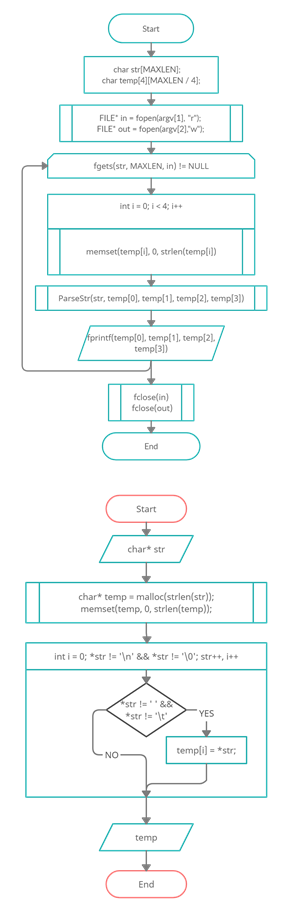 Start
char str[MAXLEN];
char temp[4][MAXLEN / 4];
FILE* in = fopen(argv[1], "r");
FILE* out = fopen(argv[2],"w");
fgets(str, MAXLEN, in) != NULL
int i = 0; i < 4; i++
memset(temp[i], 0, strlen(temp[i])
ParseStr(str, temp[0], temp[1], temp[2], temp[3])
fprintf(temp[0], temp[1], temp[2],
temp[3])
fclose(in)
fclose(out)
End
Start
char* str
char* temp = malloc(strlen(str));
memset(temp, 0, strlen(temp));
int i = 0; *str != '\n' && *str != '\0'; str++, i++
*str != ' ' &&
*str != '\t'
YES
temp[i] = *str;
NO
temp
End